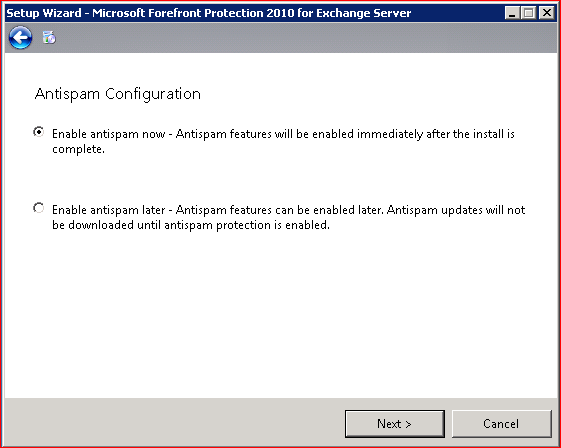 Setup Wizard - Microsoft Forefront Protection 2010 for Exchange Server
Antispam Configuration
Enable antispam now - Antispam features will be enabled immediately after the install is
complete.
Enable antispam later - Antispam features can be enabled later. Antispam updates will not
be downloaded until antispam protection is enabled.
Next >
Cancel